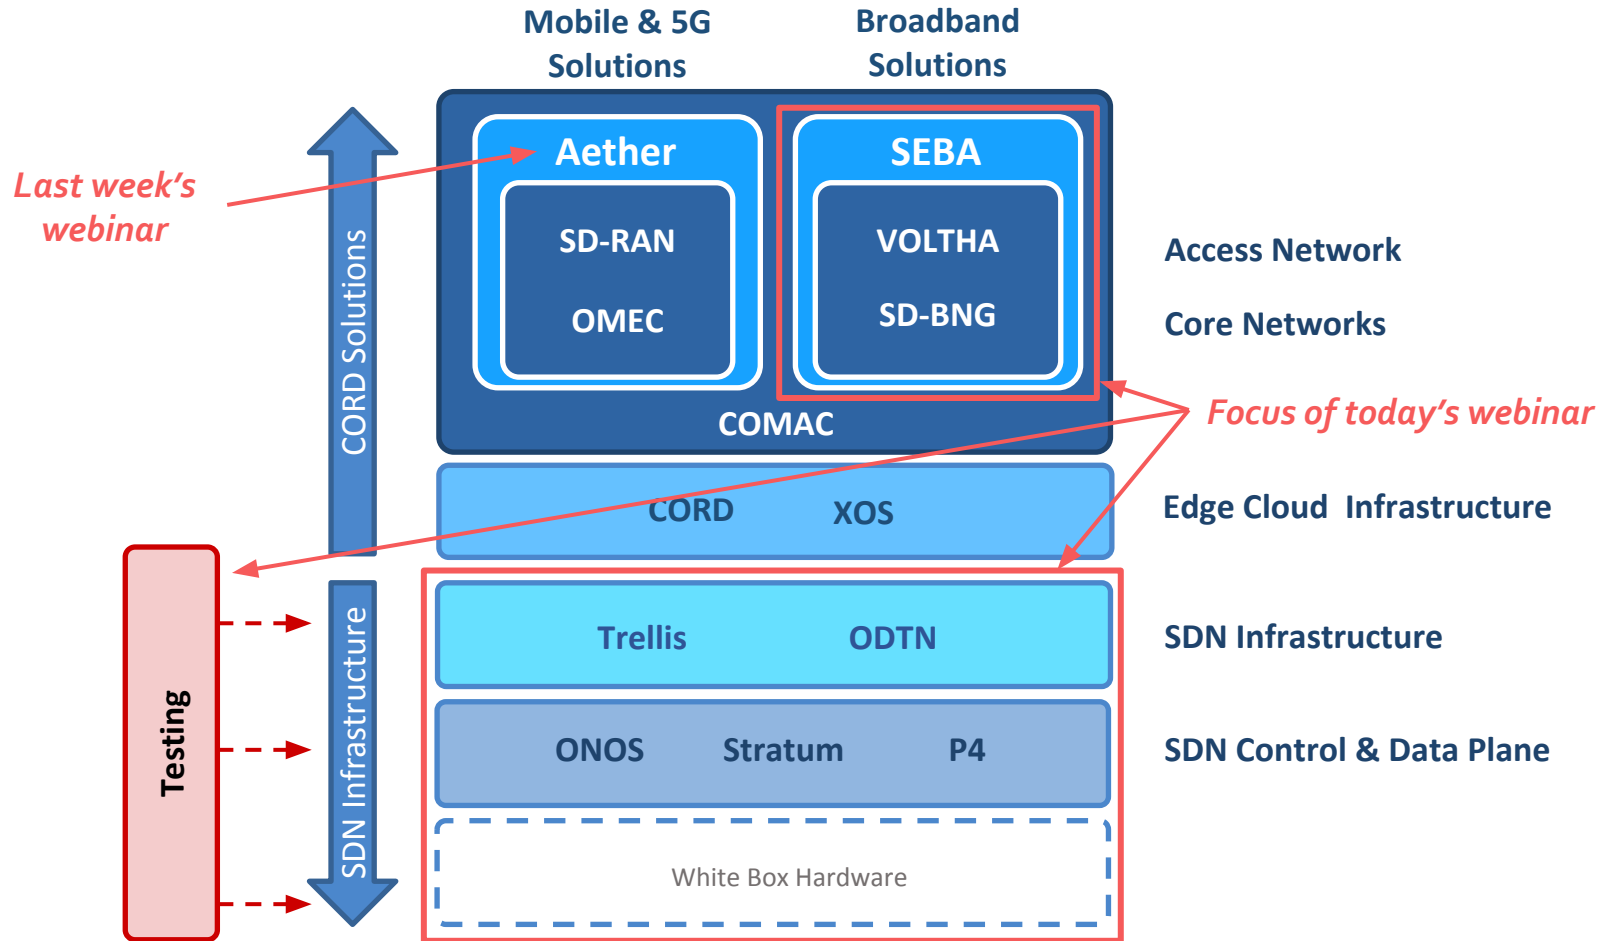 Mobile & 5G
Solutions
Broadband
Solutions
Aether
SEBA
Last week's
webinar
SD-RAN
VOLTHA
Access Network
OMEC
SD-BNG
Core Networks
CORD Solutions
COMAC
Focus of today's webinar
CORD
XOS
Edge Cloud Infrastructure
Trellis
ODTN
SDN Infrastructure
Testing
SDN Infrastructure
ONOS
Stratum
P4
SDN Control & Data Plane
White Box Hardware